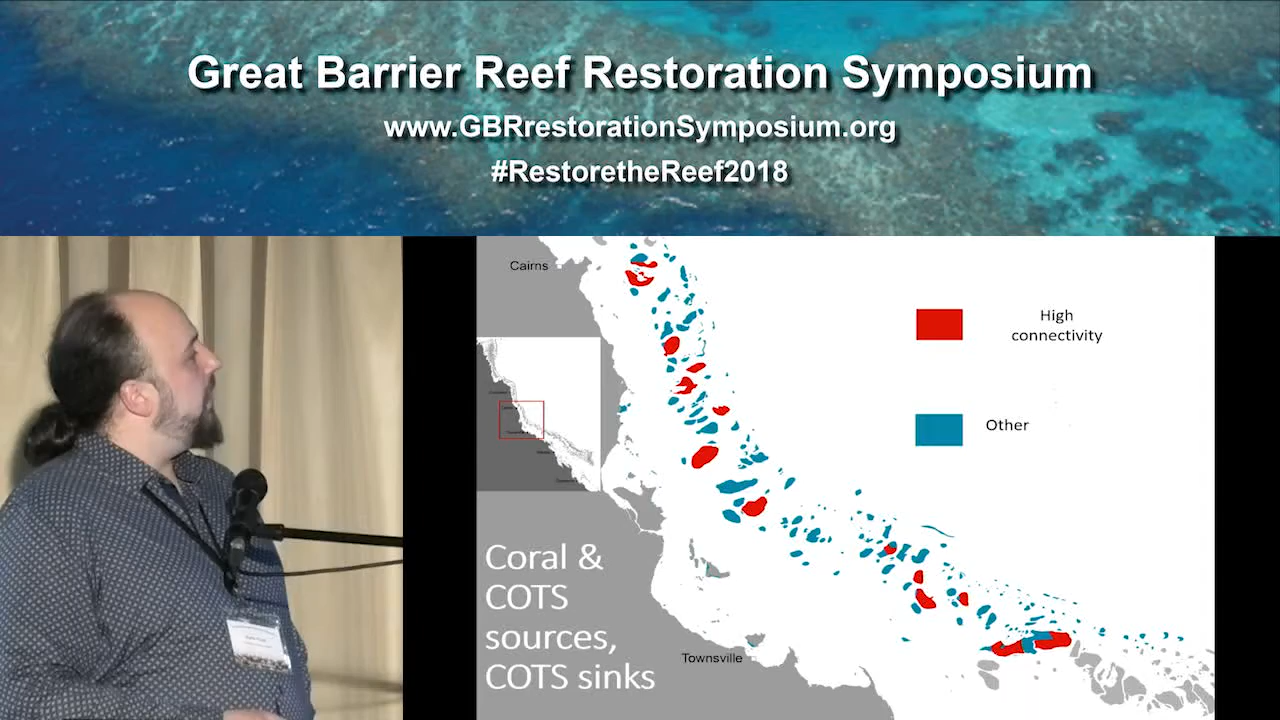 Great Barrier Reef Restoration Symposium
www.GBRrestorationSymposium.org
#RestoretheReef2018
Cairns
High
connectivity
Other
Coral &
COTS
sources,
COTS sinks
Townsville